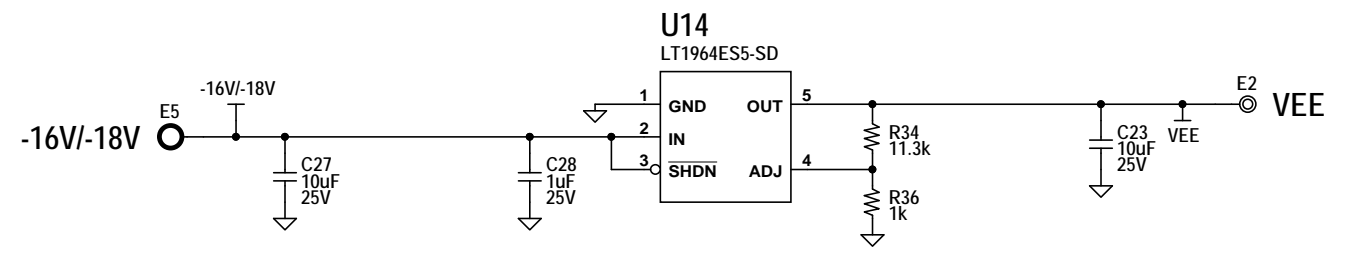 U14
LT1964ES5-SD
-16V/-18V
E5
-16V/-18V
C27
10uF
25V
C28
1uF
25V
1
GND
2
IN
3
SHDN
OUT
5
ADJ
4
R34
11.3k
R36
1k
C23
10uF
25V
VEE
E2
VEE